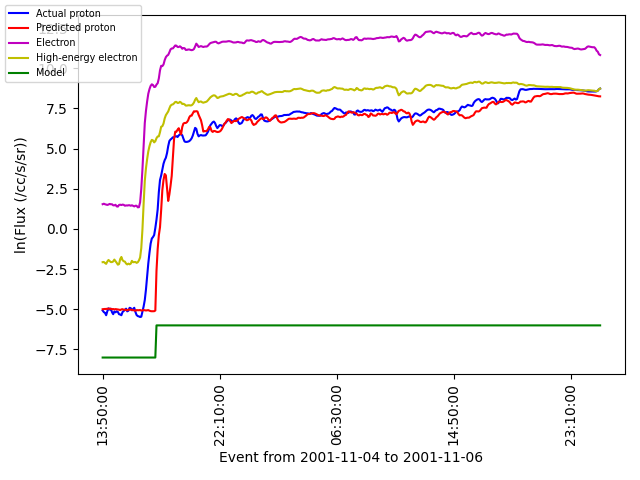 Actual proton
Predicted proton
Electron
High-energy electron
Model
7.5
5.0
2.5
0.0
−2.5
−5.0
−7.5
ln(Flux (/cc/s/sr))
13:50:00
22:10:00
06:30:00
14:50:00
23:10:00
Event from 2001-11-04 to 2001-11-06